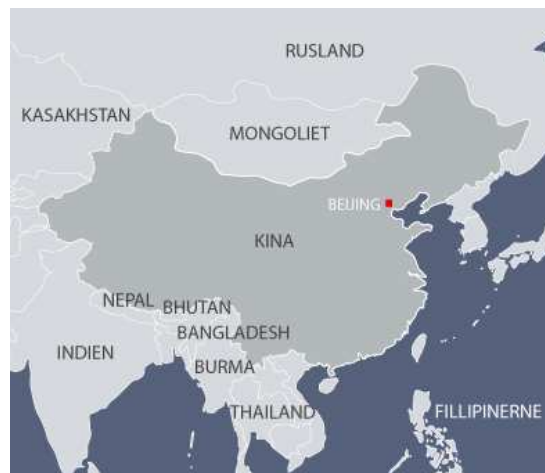 RUSLAND
KASAKHSTAN
MONGOLIET
BEIJING
KINA
NEPAL
BHUTAN
BANGLADESH
INDIEN
BURMA
THAILAND
FILLIPINERNE